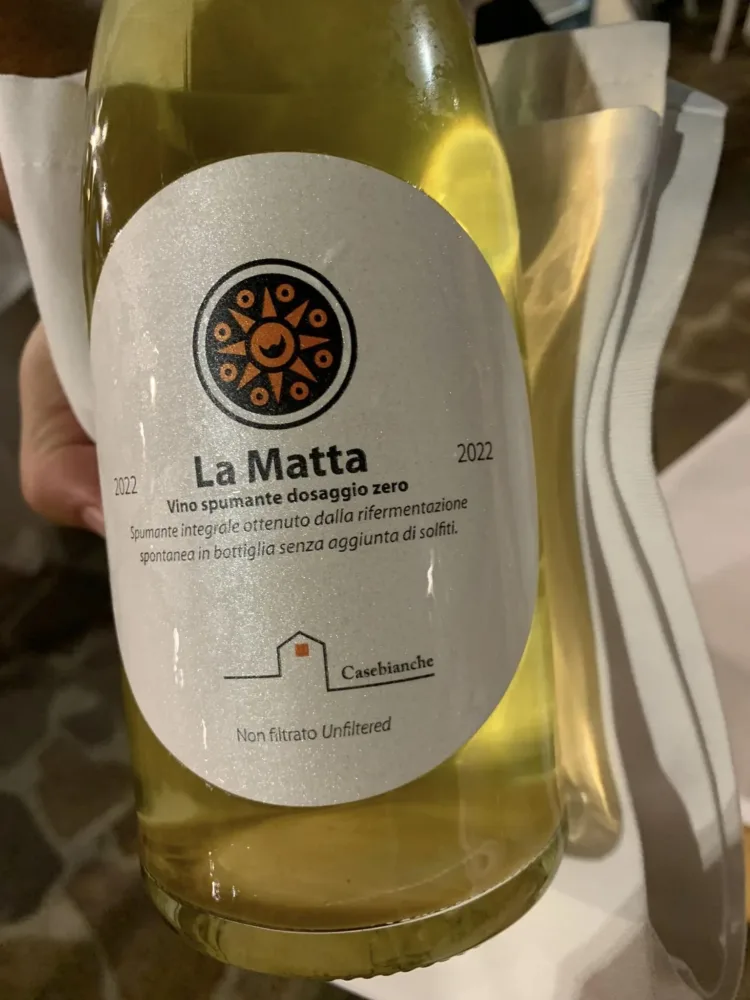 La Matta
2022
2022
Vino spumante dosaggio zero
Spumante integrale ottenuto dalla rifermentazione
spontanea in bottiglia senza aggiunta di solfiti.
Casebianche
Non filtrato Unfiltered